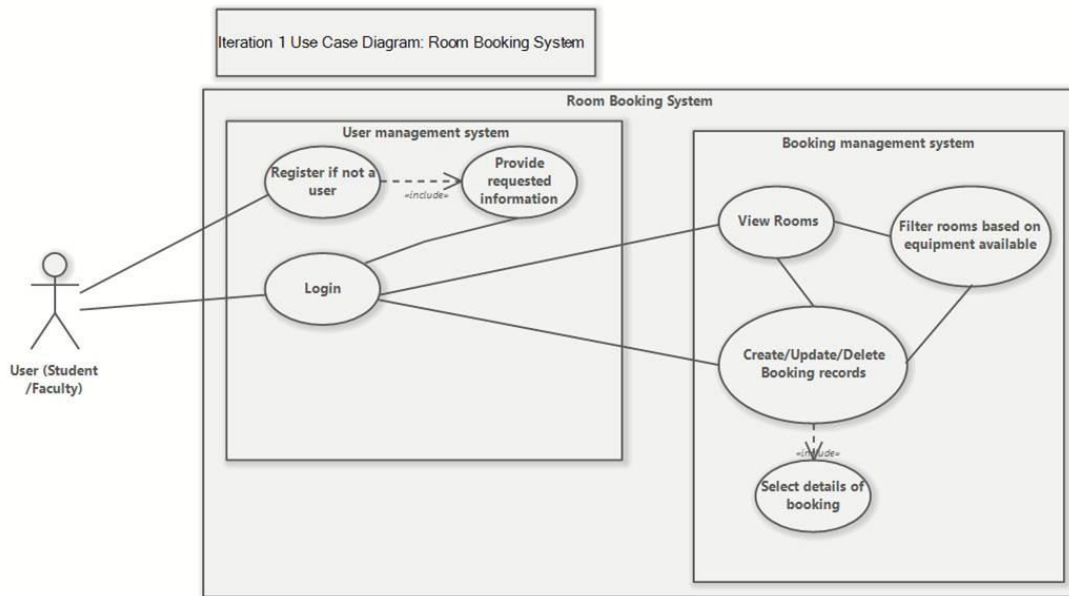 Iteration 1 Use Case Diagram: Room Booking System
Room Booking System
User management system
Register if not a
user
«include»
Provide
requested
information
Login
User (Student
/Faculty)
Booking management system
View Rooms
Filter rooms based on
equipment available
Create/Update/Delete
Booking records
«include»
Select details of
booking